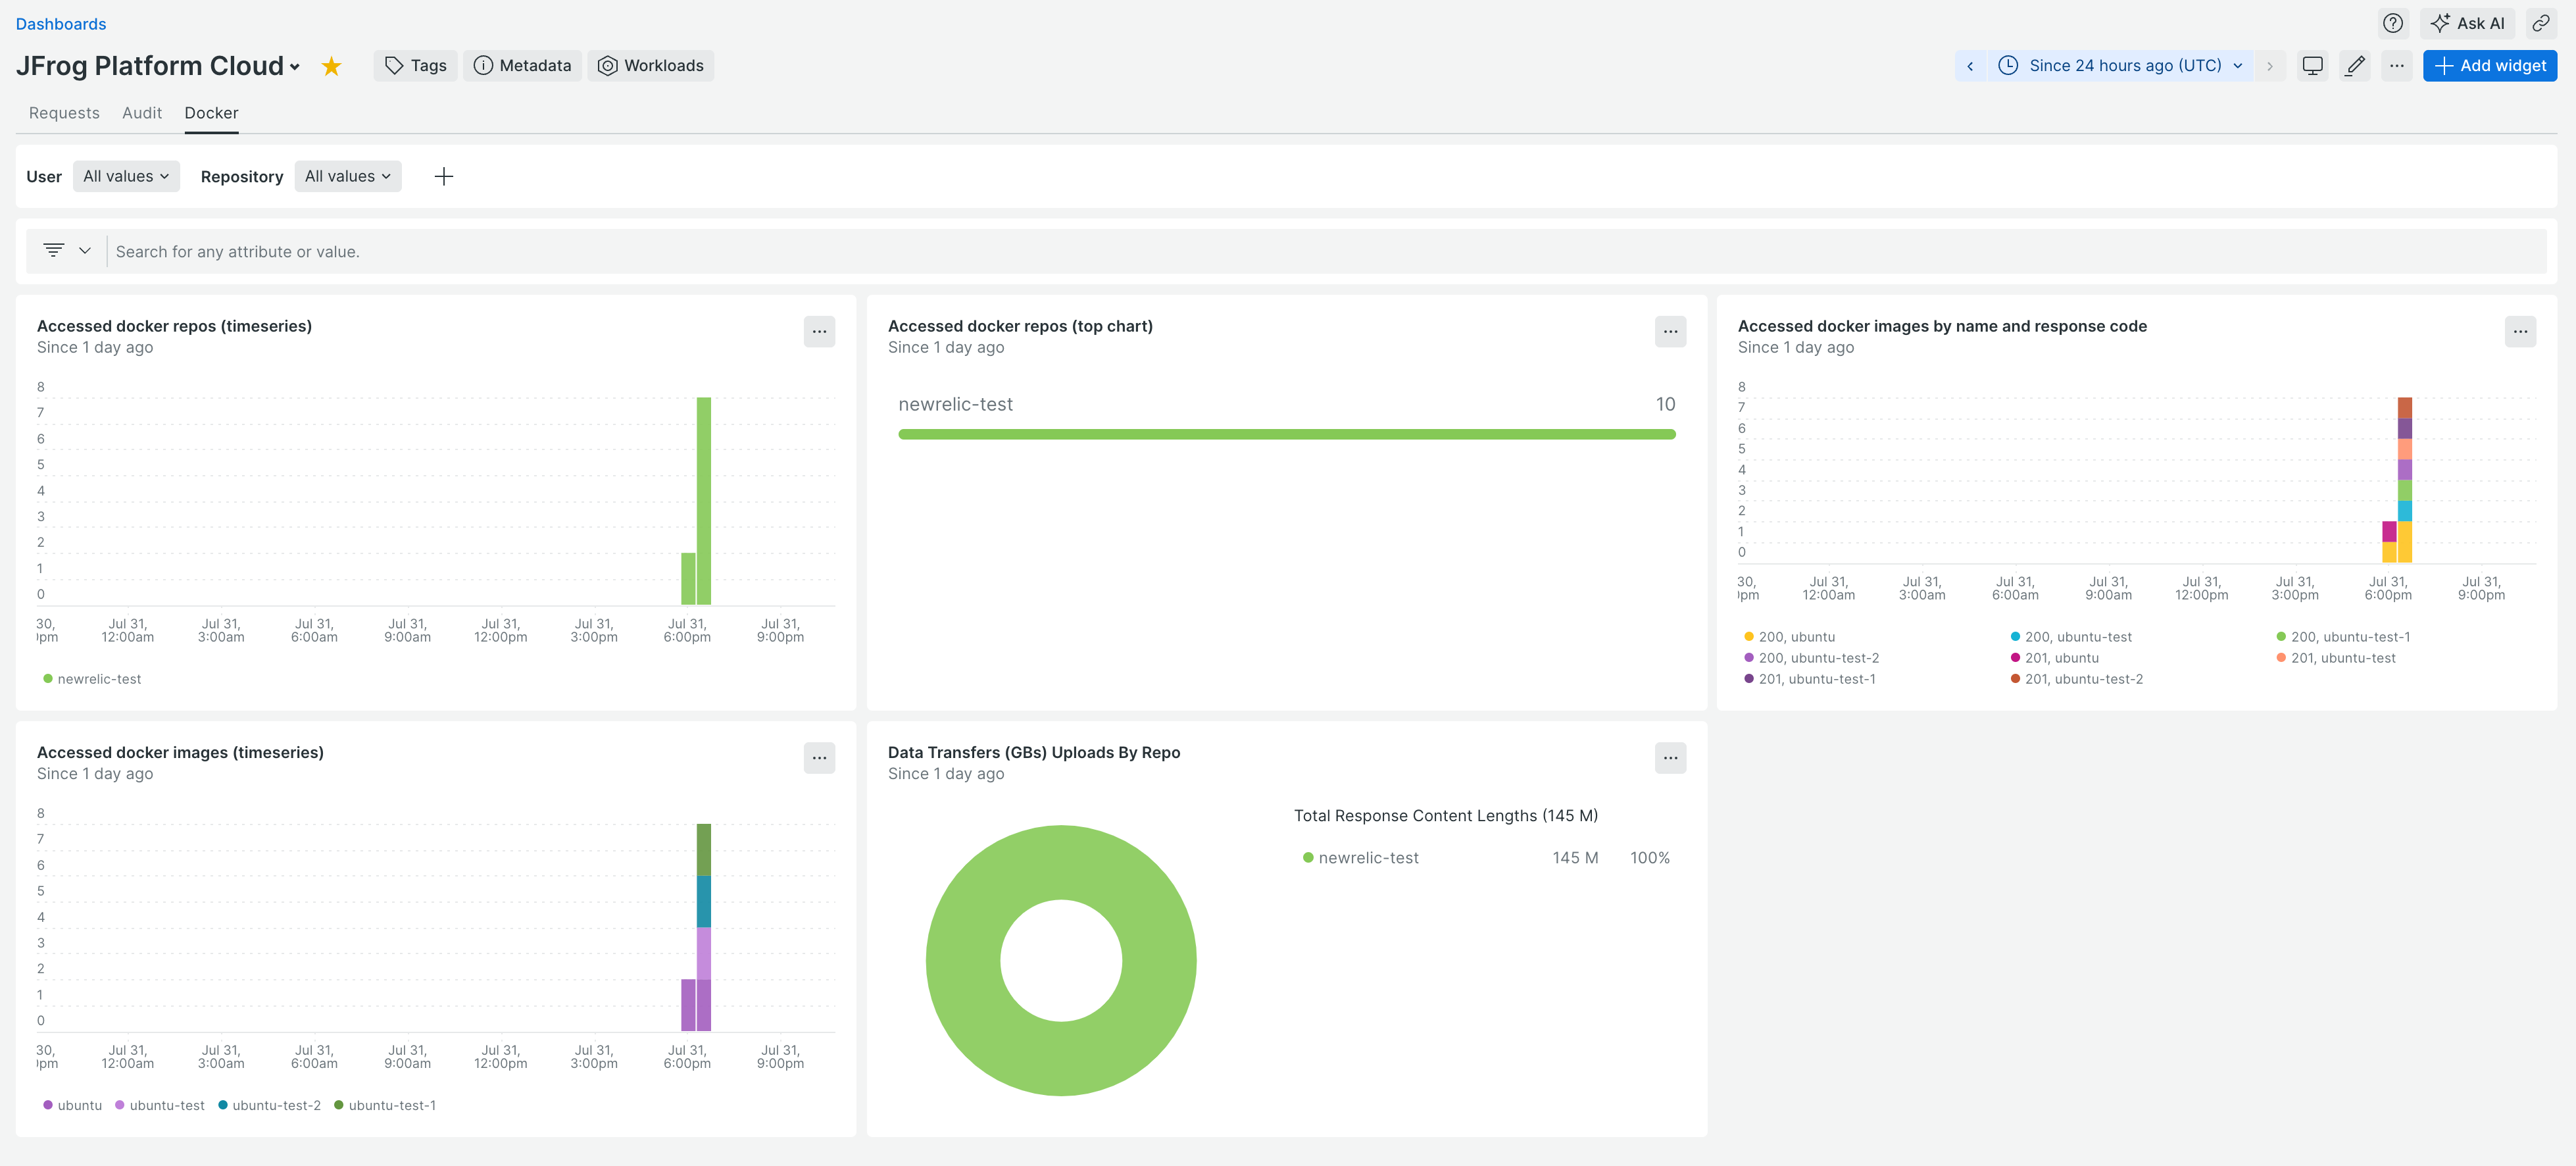 Dashboards
Ask AI
JFrog Platform Cloud
Tags
Metadata
Workloads
Since 24 hours ago (UTC)
Add widget
Requests
Audit
Docker
User
All values
Repository
All values
Search for any attribute or value.
Accessed docker repos (timeseries)
Since 1 day ago
8
7
6
5
4
3
2
1
0
30, Jul 31, Jul 31, Jul 31, Jul 31, Jul 31, Jul 31, Jul 31, Jul 31,
pm 12:00am 3:00am 6:00am 9:00am 12:00pm 3:00pm 6:00pm 9:00pm
newrelic-test
Accessed docker repos (top chart)
Since 1 day ago
newrelic-test 10
Accessed docker images by name and response code
Since 1 day ago
8
7
6
5
4
3
2
1
0
30, Jul 31, Jul 31, Jul 31, Jul 31, Jul 31, Jul 31, Jul 31, Jul 31,
pm 12:00am 3:00am 6:00am 9:00am 12:00pm 3:00pm 6:00pm 9:00pm
200, ubuntu 200, ubuntu-test 200, ubuntu-test-1
200, ubuntu-test-2 201, ubuntu 201, ubuntu-test
201, ubuntu-test-1 201, ubuntu-test-2
Accessed docker images (timeseries)
Since 1 day ago
8
7
6
5
4
3
2
1
0
30, Jul 31, Jul 31, Jul 31, Jul 31, Jul 31, Jul 31, Jul 31, Jul 31,
pm 12:00am 3:00am 6:00am 9:00am 12:00pm 3:00pm 6:00pm 9:00pm
ubuntu ubuntu-test ubuntu-test-2 ubuntu-test-1
Data Transfers (GBs) Uploads By Repo
Since 1 day ago
Total Response Content Lengths (145 M)
newrelic-test 145 M 100%